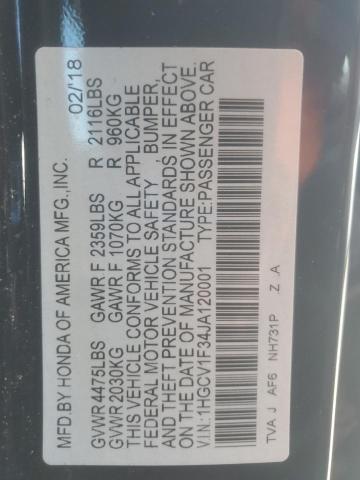 MFD.BY HONDA OF AMERICA MFG.,INC. 02/'18
GVWR 4475LBS GAWR F 2359LBS R 2116LBS
GVWR 2030KG GAWR F 1070KG R 960KG
THIS VEHICLE CONFORMS TO ALL APPLICABLE
FEDERAL MOTOR VEHICLE SAFETY , BUMPER,
AND THEFT PREVENTION STANDARDS IN EFFECT
ON THE DATE OF MANUFACTURE SHOWN ABOVE.
V.I.N:1HGCV1F34JA120001 TYPE:PASSENGER CAR
TVA J AF6 NH731P Z .A